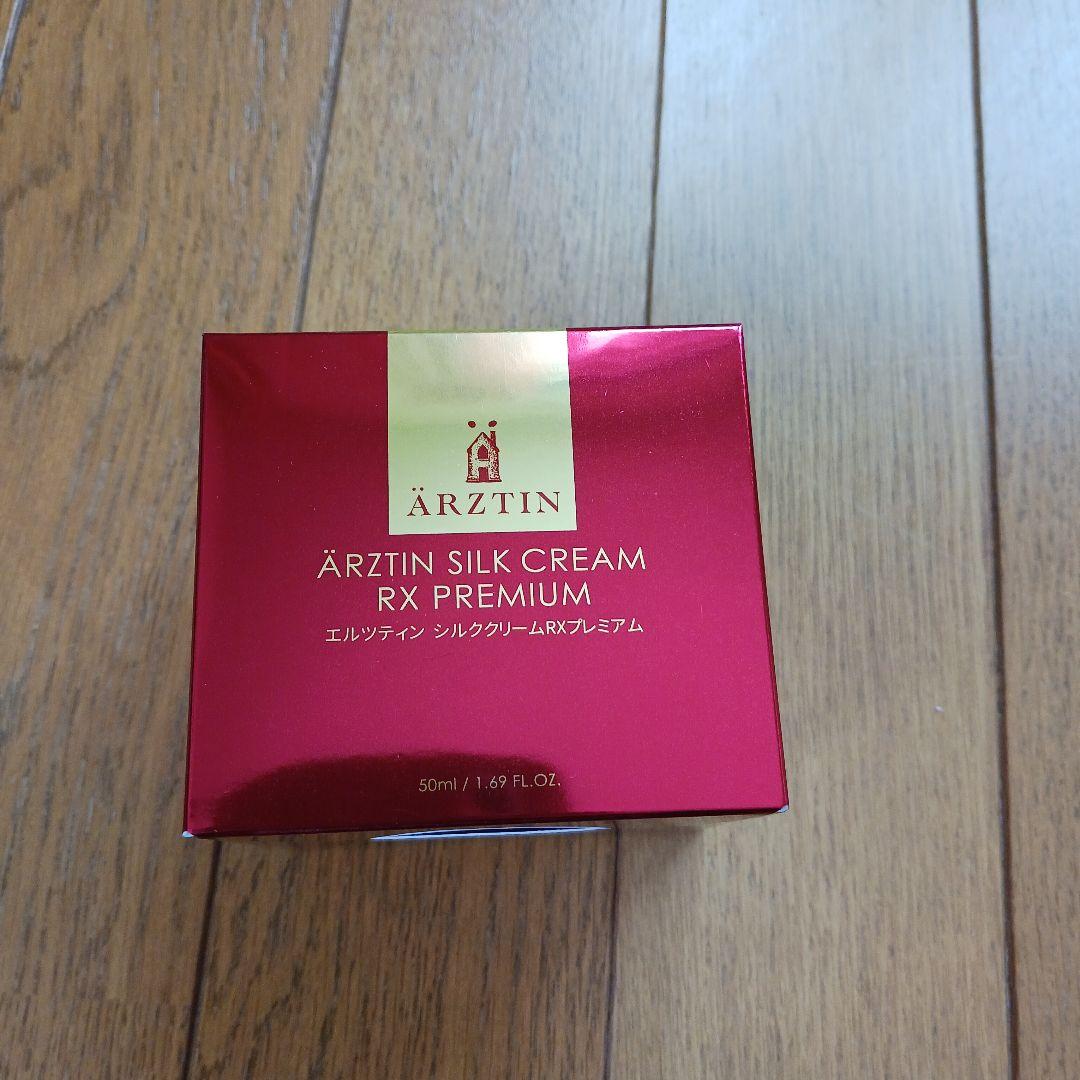 ÄRZTIN
ÄRZTIN SILK CREAM
RX PREMIUM
エルツティン シルククリームRXプレミアム
50ml / 1.69 FL.OZ.